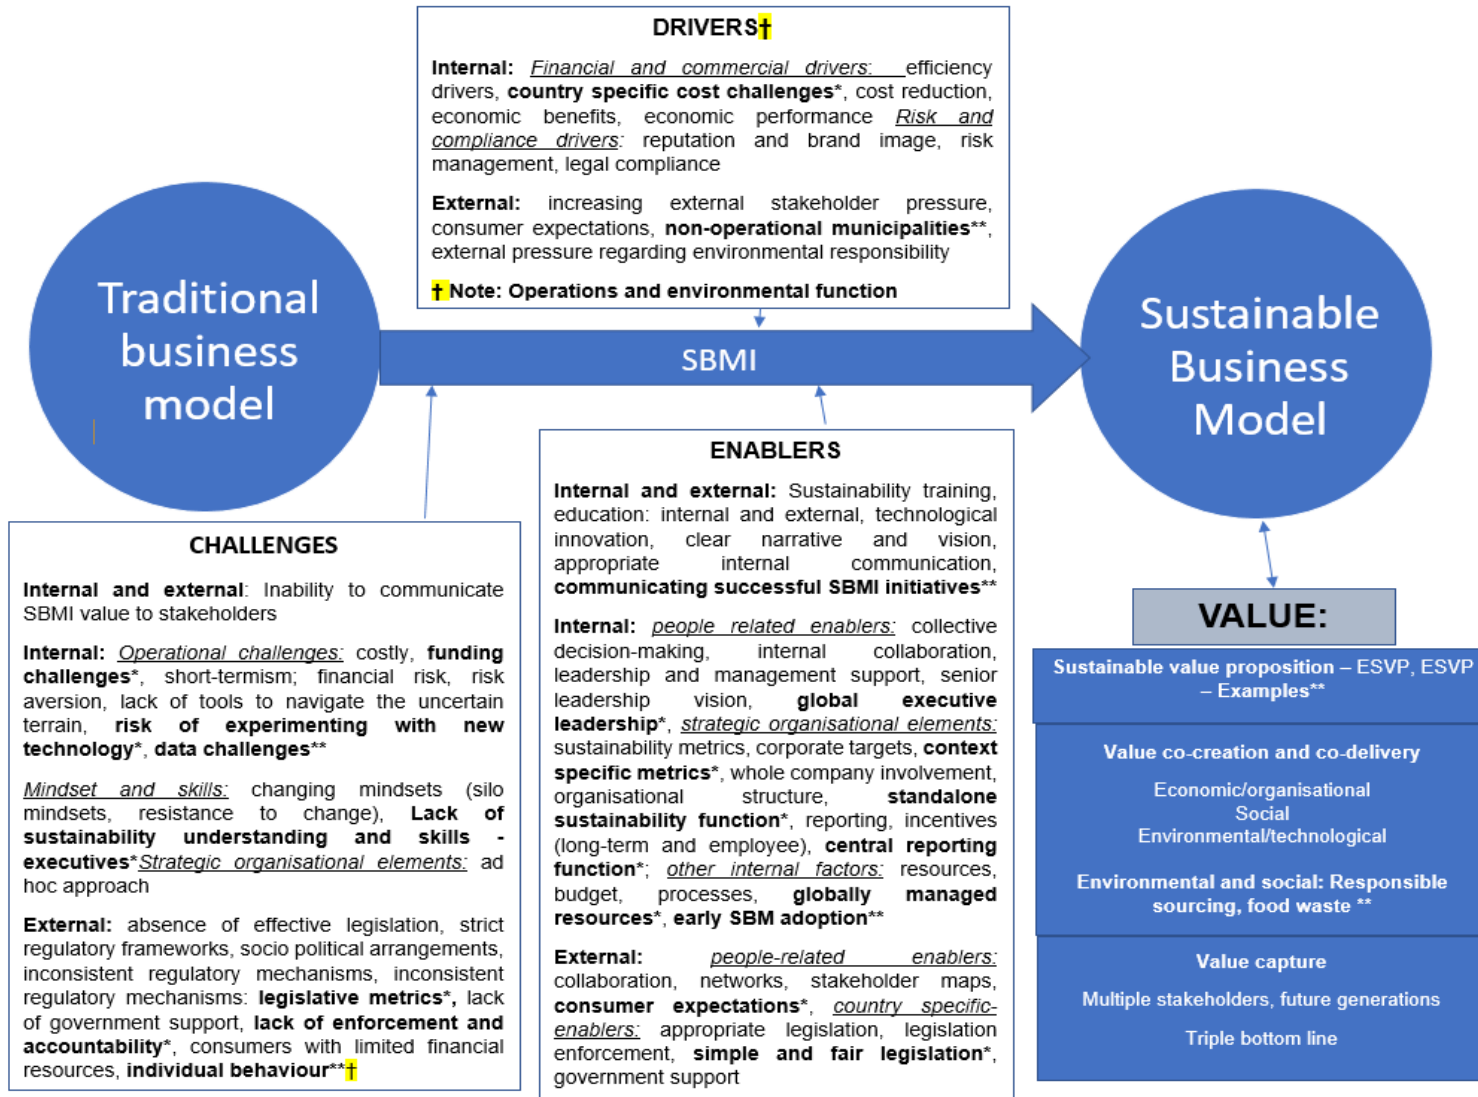 DRIVERS†
Internal: Financial and commercial drivers: efficiency
drivers, country specific cost challenges*, cost reduction,
economic benefits, economic performance Risk and
compliance drivers: reputation and brand image, risk
management, legal compliance
External: increasing external stakeholder pressure,
consumer expectations, non-operational municipalities**,
external pressure regarding environmental responsibility
† Note: Operations and environmental function
Traditional
business
model
SBMI
Sustainable
Business
Model
CHALLENGES
Internal and external: Inability to communicate
SBMI value to stakeholders
Internal: Operational challenges: costly, funding
challenges*, short-termism; financial risk, risk
aversion, lack of tools to navigate the uncertain
terrain, risk of experimenting with new
technology*, data challenges**
Mindset and skills: changing mindsets (silo
mindsets, resistance to change), Lack of
sustainability understanding and skills -
executives*Strategic organisational elements: ad
hoc approach
External: absence of effective legislation, strict
regulatory frameworks, socio political arrangements,
inconsistent regulatory mechanisms, inconsistent
regulatory mechanisms: legislative metrics*, lack
of government support, lack of enforcement and
accountability*, consumers with limited financial
resources, individual behaviour**†
ENABLERS
Internal and external: Sustainability training,
education: internal and external, technological
innovation, clear narrative and vision,
appropriate internal communication,
communicating successful SBMI initiatives**
Internal: people related enablers: collective
decision-making, internal collaboration,
leadership and management support, senior
leadership vision, global executive
leadership*, strategic organisational elements:
sustainability metrics, corporate targets, context
specific metrics*, whole company involvement,
organisational structure, standalone
sustainability function*, reporting, incentives
(long-term and employee), central reporting
function*; other internal factors: resources,
budget, processes, globally managed
resources*, early SBM adoption**
External: people-related enablers:
collaboration, networks, stakeholder maps,
consumer expectations*, country specific-
enablers: appropriate legislation, legislation
enforcement, simple and fair legislation*,
government support
VALUE:
Sustainable value proposition – ESVP, ESVP
– Examples**
Value co-creation and co-delivery
Economic/organisational
Social
Environmental/technological
Environmental and social: Responsible
sourcing, food waste **
Value capture
Multiple stakeholders, future generations
Triple bottom line